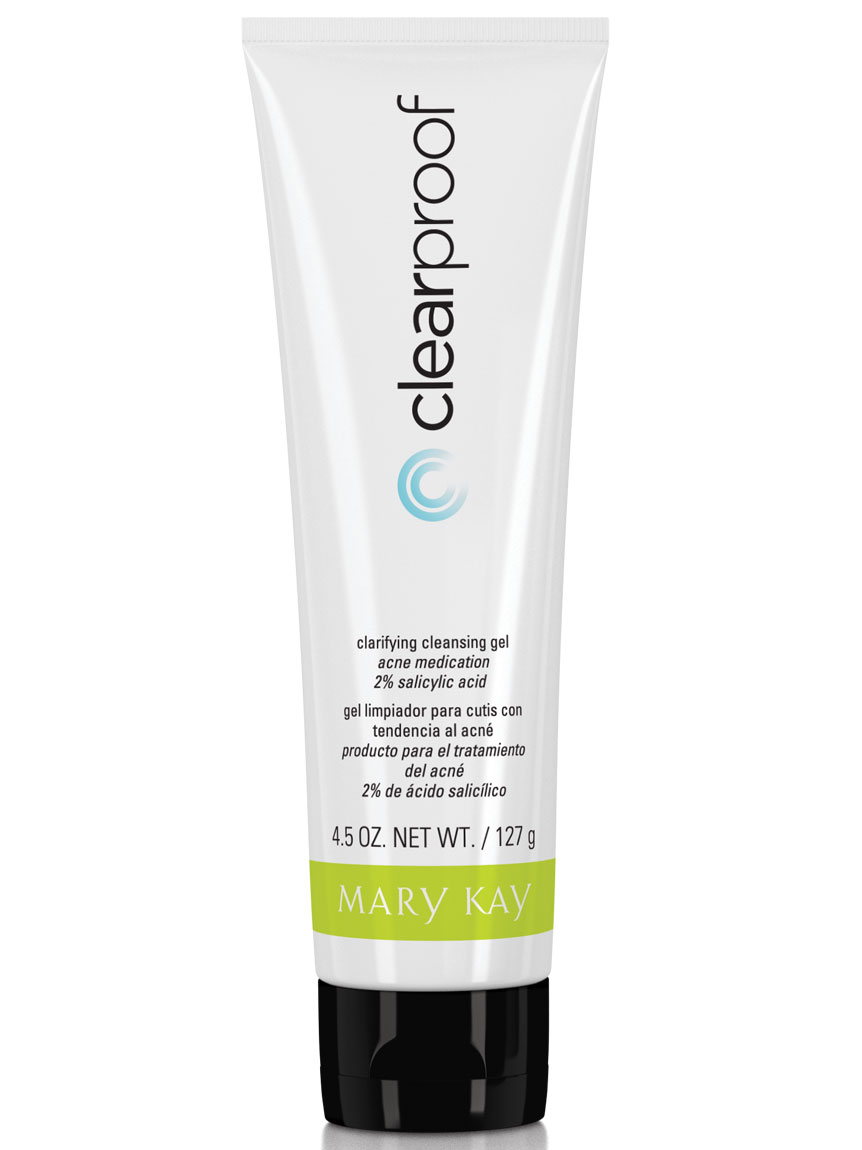 clearproof
clarifying cleansing gel
acne medication
2% salicylic acid
gel limpiador para cutis con
tendencia al acné
producto para el tratamiento
del acné
2% de ácido salicílico
4.5 OZ. NET WT. / 127 g
MARY KAY